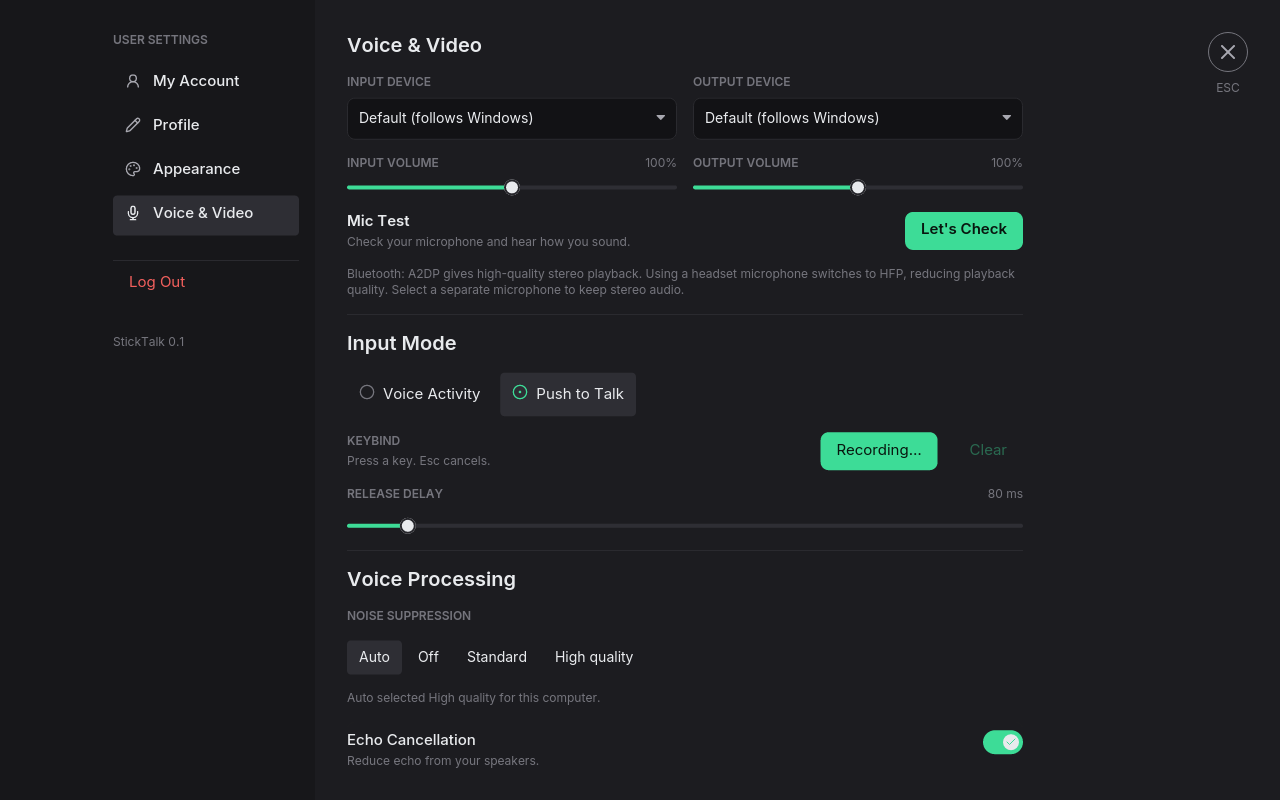 USER SETTINGS
My Account
Profile
Appearance
Voice & Video
Log Out
StickTalk 0.1
Voice & Video
INPUT DEVICE
OUTPUT DEVICE
Default (follows Windows)
Default (follows Windows)
INPUT VOLUME
100%
OUTPUT VOLUME
100%
Mic Test
Check your microphone and hear how you sound.
Let's Check
Bluetooth: A2DP gives high-quality stereo playback. Using a headset microphone switches to HFP, reducing playback
quality. Select a separate microphone to keep stereo audio.
Input Mode
Voice Activity
Push to Talk
KEYBIND
Press a key. Esc cancels.
Recording...
Clear
RELEASE DELAY
80 ms
Voice Processing
NOISE SUPPRESSION
Auto
Off
Standard
High quality
Auto selected High quality for this computer.
Echo Cancellation
Reduce echo from your speakers.
ESC